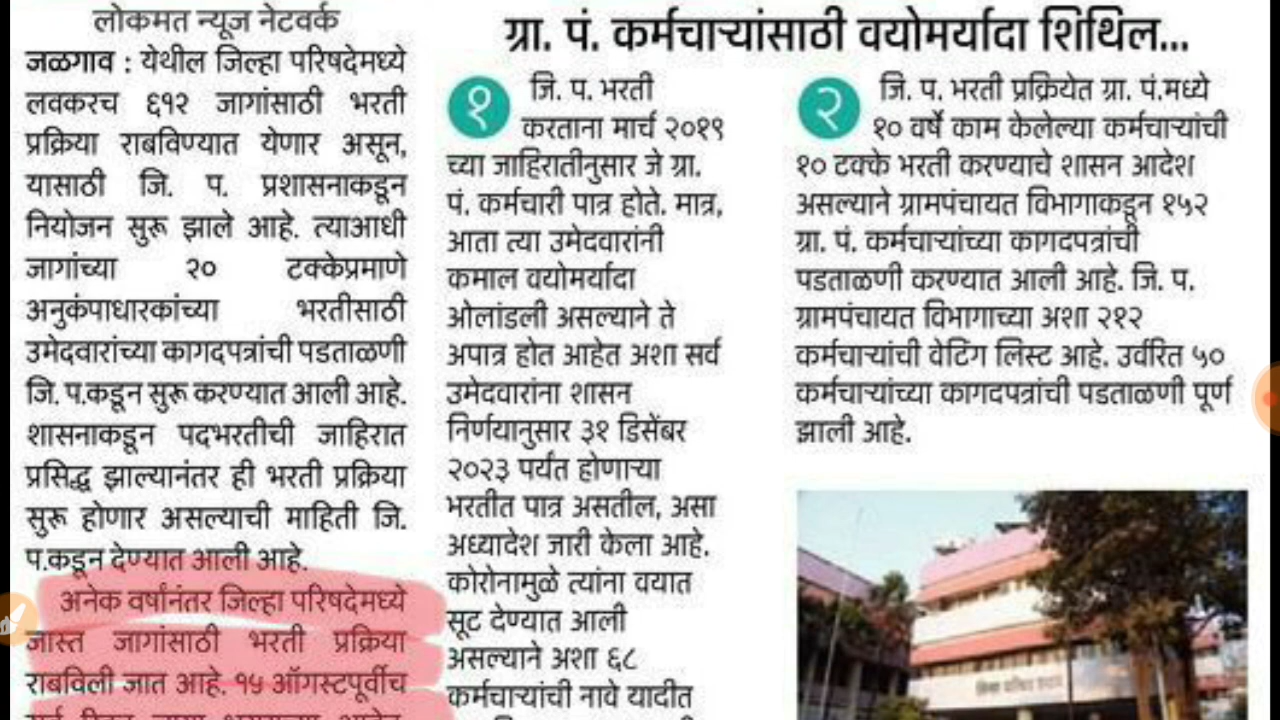 लोकमत न्यूज नेटवर्क
जळगाव : येथील जिल्हा परिषदेमध्ये
लवकरच ६१२ जागांसाठी भरती
प्रक्रिया राबविण्यात येणार असून,
यासाठी जि. प. प्रशासनाकडून
नियोजन सुरू झाले आहे. त्याआधी
जागांच्या २० टक्केप्रमाणे
अनुकंपाधारकांच्या भरतीसाठी
उमेदवारांच्या कागदपत्रांची पडताळणी
जि. प.कडून सुरू करण्यात आली आहे.
शासनाकडून पदभरतीची जाहिरात
प्रसिद्ध झाल्यानंतर ही भरती प्रक्रिया
सुरू होणार असल्याची माहिती जि.
प.कडून देण्यात आली आहे.
अनेक वर्षांनंतर जिल्हा परिषदेमध्ये
जास्त जागांसाठी भरती प्रक्रिया
राबविली जात आहे. १५ ऑगस्टपूर्वीच
ग्रा. पं. कर्मचाऱ्यांसाठी वयोमर्यादा शिथिल...
१ जि. प. भरती
करताना मार्च २०१९
च्या जाहिरातीनुसार जे ग्रा.
पं. कर्मचारी पात्र होते. मात्र,
आता त्या उमेदवारांनी
कमाल वयोमर्यादा
ओलांडली असल्याने ते
अपात्र होत आहेत अशा सर्व
उमेदवारांना शासन
निर्णयानुसार ३१ डिसेंबर
२०२३ पर्यंत होणाऱ्या
भरतीत पात्र असतील, असा
अध्यादेश जारी केला आहे.
कोरोनामुळे त्यांना वयात
सूट देण्यात आली
असल्याने अशा ६८
कर्मचाऱ्यांची नावे यादीत
२ जि. प. भरती प्रक्रियेत ग्रा. पं.मध्ये
१० वर्षे काम केलेल्या कर्मचाऱ्यांची
१० टक्के भरती करण्याचे शासन आदेश
असल्याने ग्रामपंचायत विभागाकडून १५२
ग्रा. पं. कर्मचाऱ्यांच्या कागदपत्रांची
पडताळणी करण्यात आली आहे. जि. प.
ग्रामपंचायत विभागाच्या अशा २१२
कर्मचाऱ्यांची वेटिंग लिस्ट आहे. उर्वरित ५०
कर्मचाऱ्यांच्या कागदपत्रांची पडताळणी पूर्ण
झाली आहे.